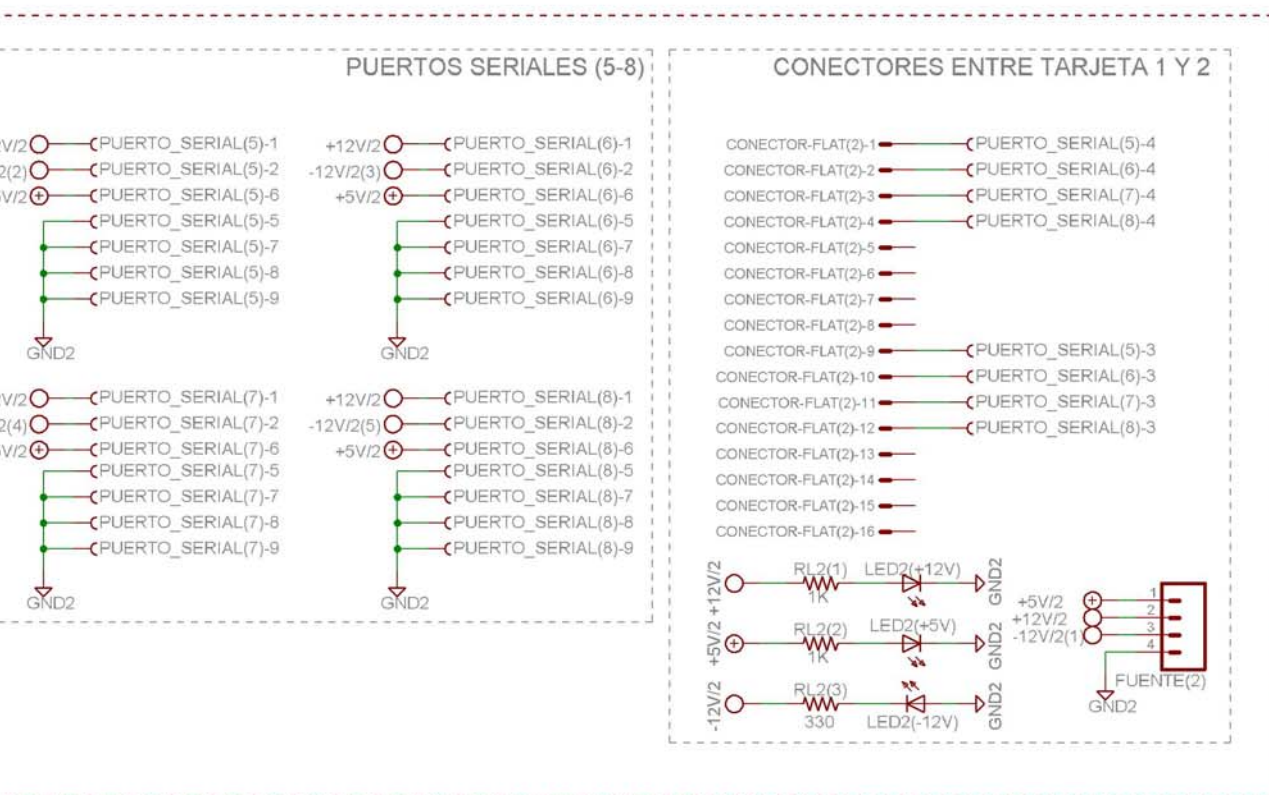 PUERTOS SERIALES (5-8)
PUERTO_SERIAL(5)-1
PUERTO_SERIAL(5)-2
PUERTO_SERIAL(5)-6
PUERTO_SERIAL(5)-5
PUERTO_SERIAL(5)-7
PUERTO_SERIAL(5)-8
PUERTO_SERIAL(5)-9
GND2
+12V/2 PUERTO_SERIAL(6)-1
-12V/2(3) PUERTO_SERIAL(6)-2
+5V/2 PUERTO_SERIAL(6)-6
PUERTO_SERIAL(6)-5
PUERTO_SERIAL(6)-7
PUERTO_SERIAL(6)-8
PUERTO_SERIAL(6)-9
GND2
PUERTO_SERIAL(7)-1
PUERTO_SERIAL(7)-2
PUERTO_SERIAL(7)-6
PUERTO_SERIAL(7)-5
PUERTO_SERIAL(7)-7
PUERTO_SERIAL(7)-8
PUERTO_SERIAL(7)-9
GND2
+12V/2 PUERTO_SERIAL(8)-1
-12V/2(5) PUERTO_SERIAL(8)-2
+5V/2 PUERTO_SERIAL(8)-6
PUERTO_SERIAL(8)-5
PUERTO_SERIAL(8)-7
PUERTO_SERIAL(8)-8
PUERTO_SERIAL(8)-9
GND2
CONECTORES ENTRE TARJETA 1 Y 2
CONECTOR-FLAT(2)-1 PUERTO_SERIAL(5)-4
CONECTOR-FLAT(2)-2 PUERTO_SERIAL(6)-4
CONECTOR-FLAT(2)-3 PUERTO_SERIAL(7)-4
CONECTOR-FLAT(2)-4 PUERTO_SERIAL(8)-4
CONECTOR-FLAT(2)-5
CONECTOR-FLAT(2)-6
CONECTOR-FLAT(2)-7
CONECTOR-FLAT(2)-8
CONECTOR-FLAT(2)-9 PUERTO_SERIAL(5)-3
CONECTOR-FLAT(2)-10 PUERTO_SERIAL(6)-3
CONECTOR-FLAT(2)-11 PUERTO_SERIAL(7)-3
CONECTOR-FLAT(2)-12 PUERTO_SERIAL(8)-3
CONECTOR-FLAT(2)-13
CONECTOR-FLAT(2)-14
CONECTOR-FLAT(2)-15
CONECTOR-FLAT(2)-16
+12V/2 RL2(1) LED2(+12V) GND2
1K
+5V/2 RL2(2) LED2(+5V) GND2
1K
-12V/2 RL2(3) GND2
330 LED2(-12V)
+5V/2 1
+12V/2 2
-12V/2(1) 3
4
FUENTE(2)
GND2